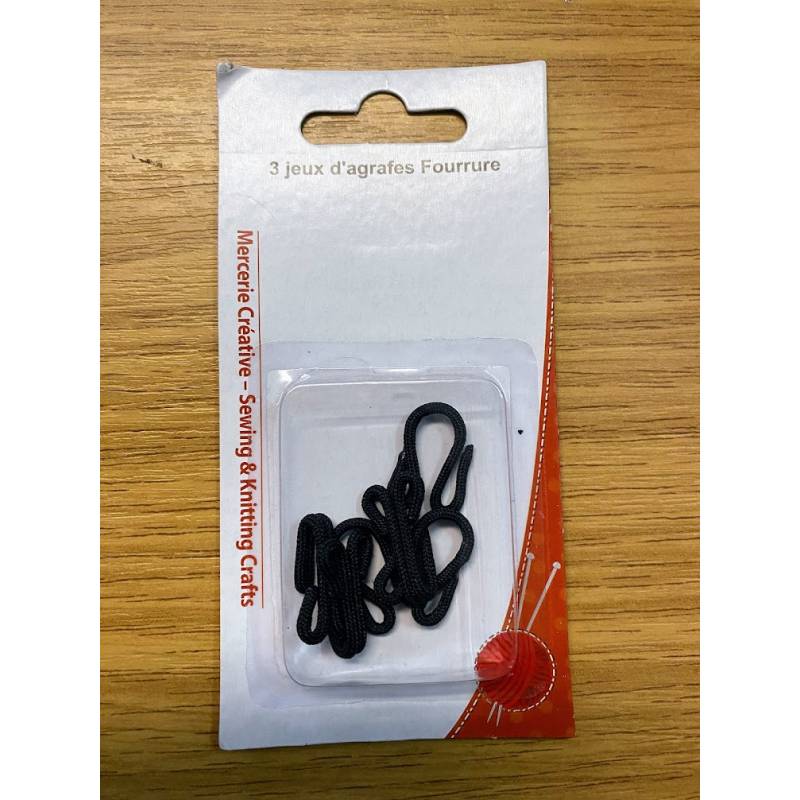 3 jeux d'agrafes Fourrure
Mercerie Créative – Sewing & Knitting Crafts